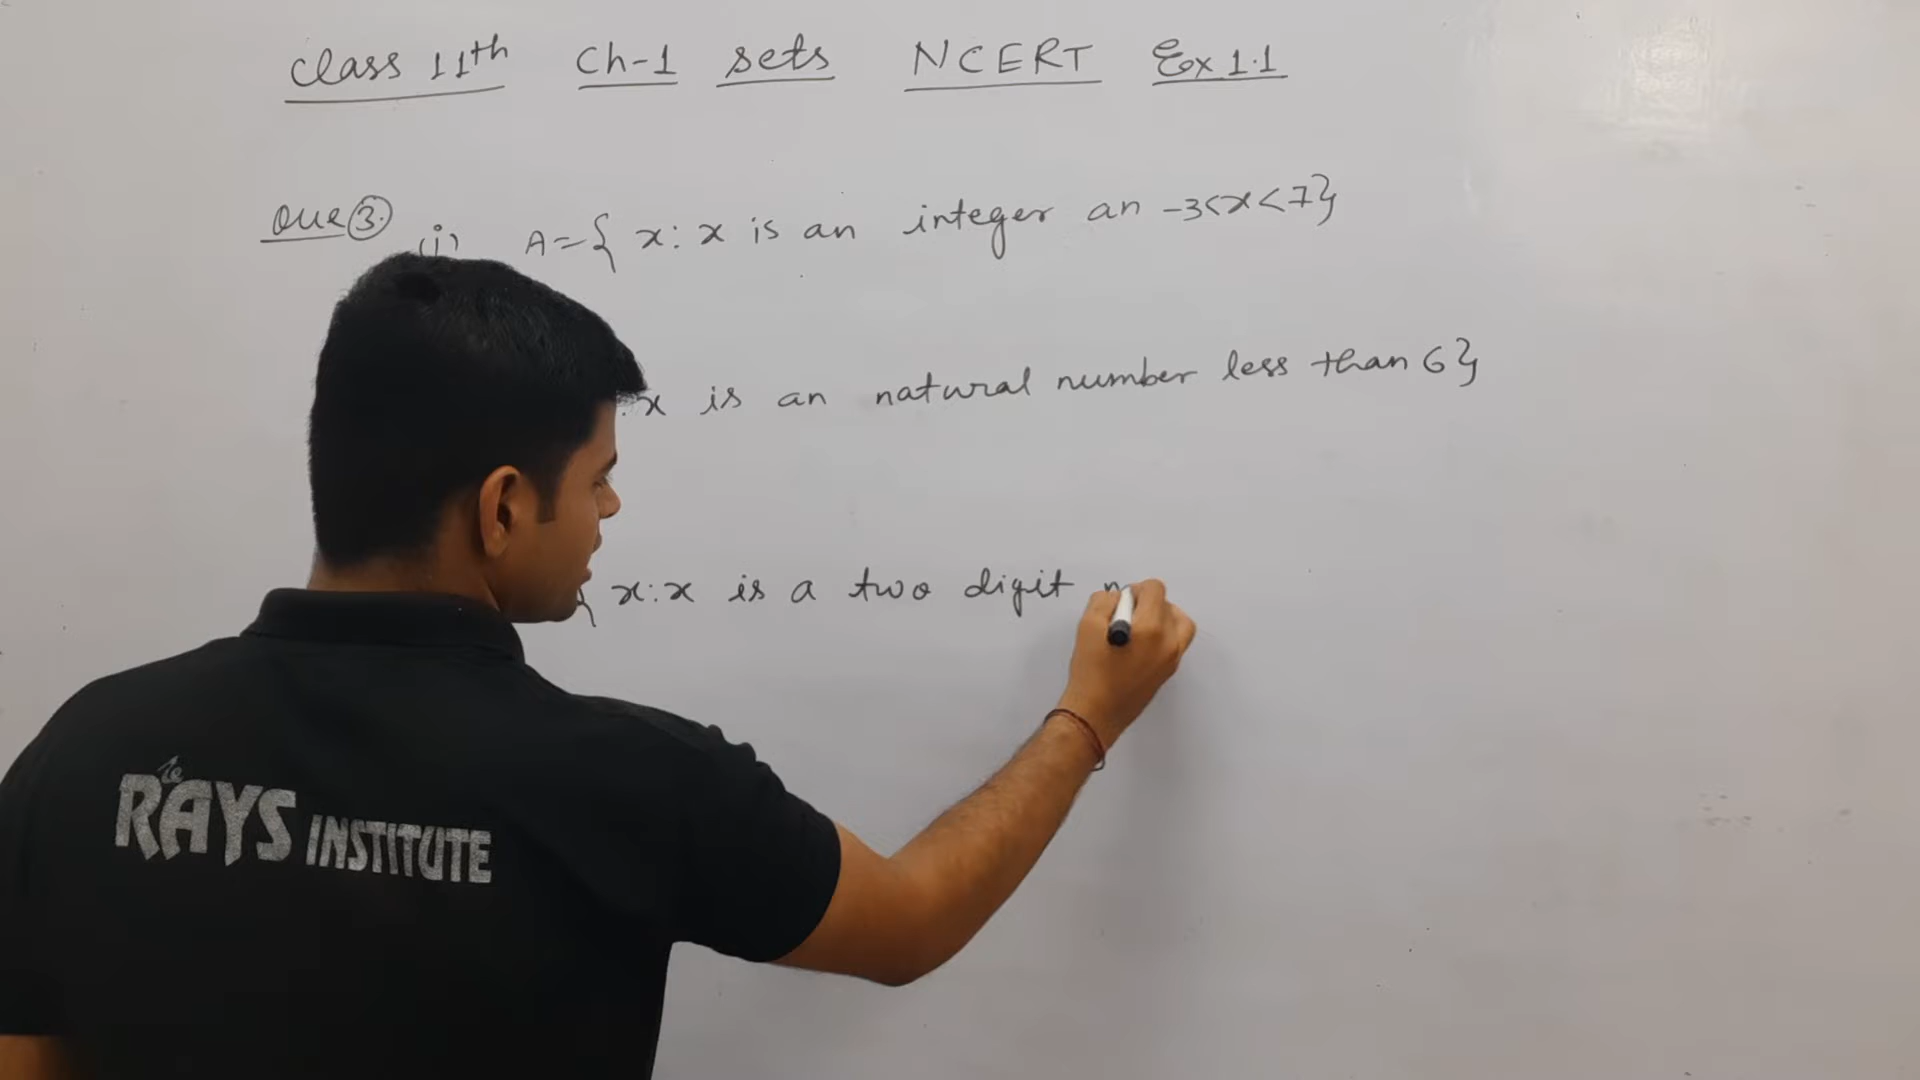 class 11th Ch-1 sets NCERT Ex 1.1
Que 3. (i) A={ x: x is an integer an -3<x<7}
:x is an natural number less than 6}
{ x:x is a two digit n
RAYS INSTITUTE